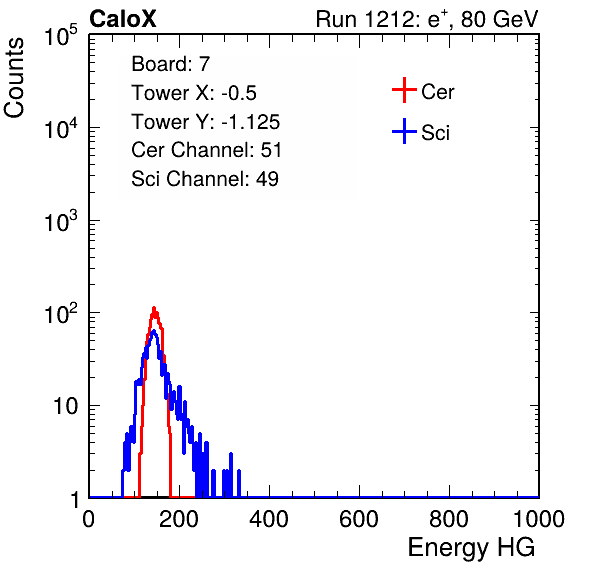 CaloX Run 1212: e⁺, 80 GeV
Counts
10⁵
10⁴
10³
10²
10
1
Board: 7
Tower X: -0.5
Tower Y: -1.125
Cer Channel: 51
Sci Channel: 49
Cer
Sci
0 200 400 600 800 1000
Energy HG